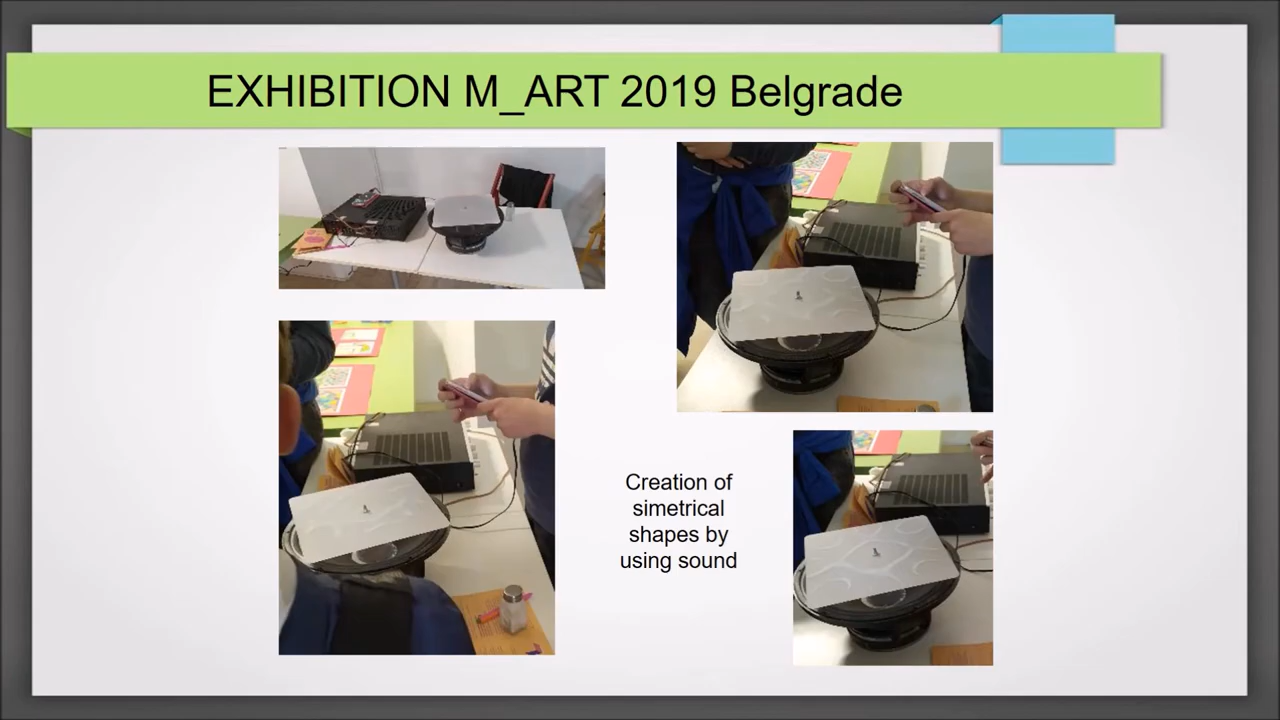 EXHIBITION M_ART 2019 Belgrade
Creation of
simetrical
shapes by
using sound